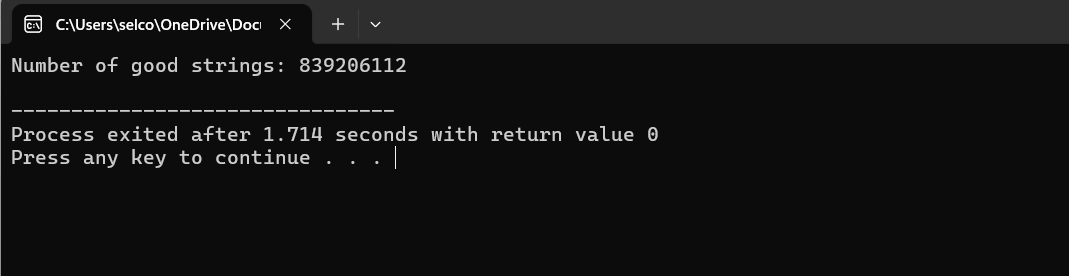 C:\Users\selco\OneDrive\Docu
Number of good strings: 839206112
--------------------------------
Process exited after 1.714 seconds with return value 0
Press any key to continue . . .